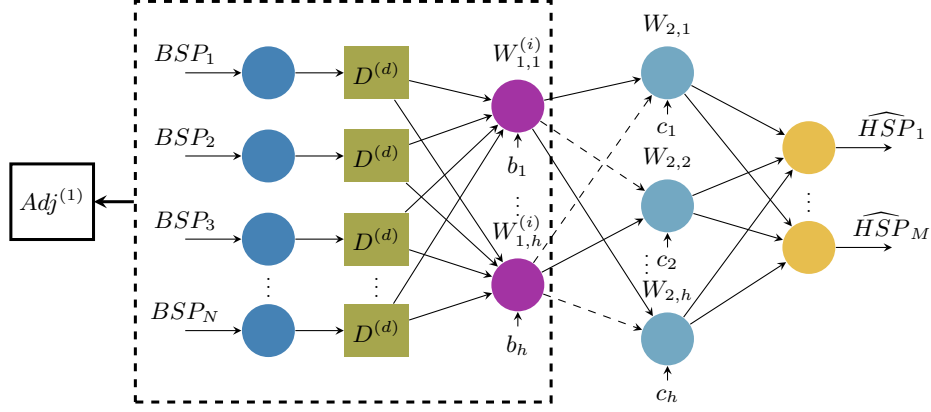 BSP_1
BSP_2
BSP_3
⋮
BSP_N
D^{(d)}
D^{(d)}
D^{(d)}
⋮
D^{(d)}
Adj^{(1)}
W_{1,1}^{(i)}
b_1
⋮
W_{1,h}^{(i)}
b_h
W_{2,1}
c_1
W_{2,2}
c_2
⋮
W_{2,h}
c_h
\widehat{HSP}_1
⋮
\widehat{HSP}_M